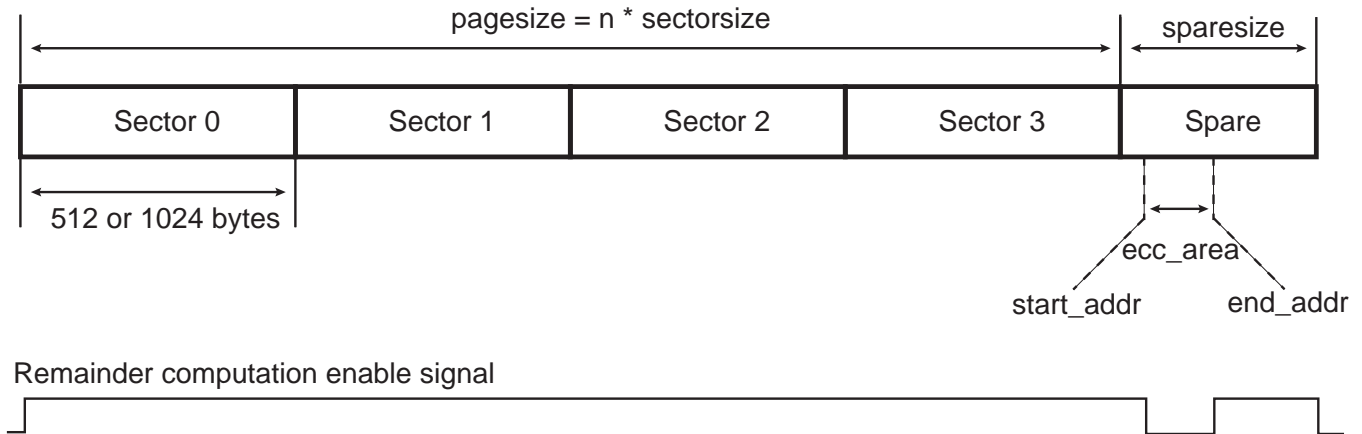 pagesize = n * sectorsize
sparesize
Sector 0
Sector 1
Sector 2
Sector 3
Spare
512 or 1024 bytes
ecc_area
start_addr
end_addr
Remainder computation enable signal